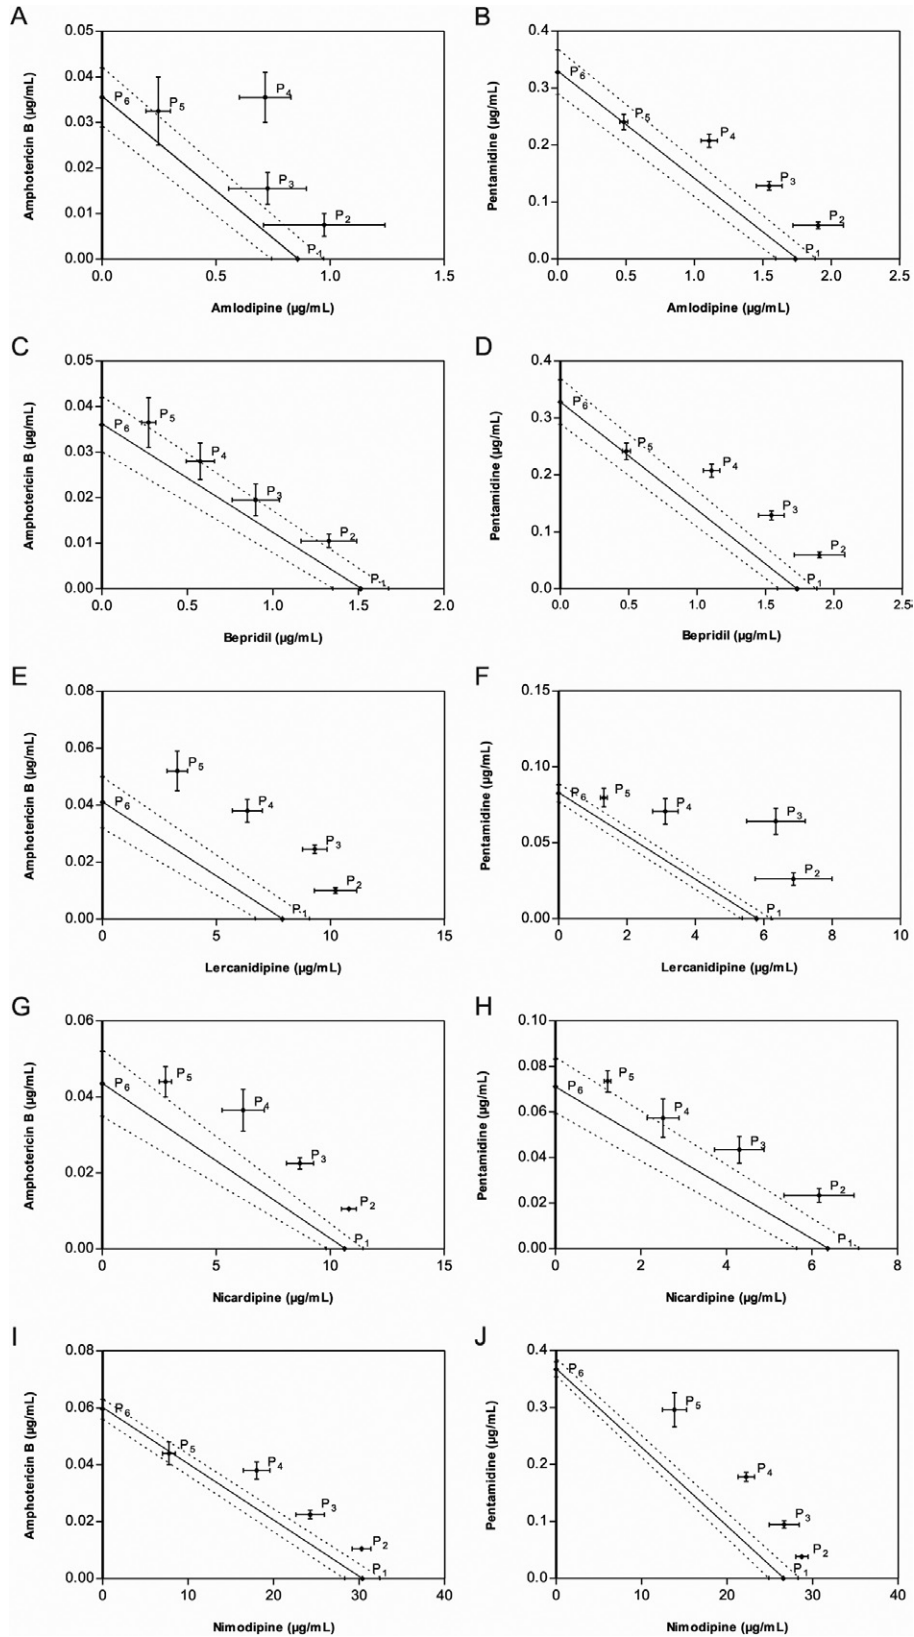 A
Amphotericin B (µg/mL)
0.05
0.04
0.03
0.02
0.01
0.00
P6
P5
P4
P3
P2
P1
0.0 0.5 1.0 1.5
Amlodipine (µg/mL)
B
Pentamidine (µg/mL)
0.4
0.3
0.2
0.1
0.0
P6
P5
P4
P3
P2
P1
0.0 0.5 1.0 1.5 2.0 2.5
Amlodipine (µg/mL)
C
Amphotericin B (µg/mL)
0.05
0.04
0.03
0.02
0.01
0.00
P5
P6
P4
P3
P2
P1
0.0 0.5 1.0 1.5 2.0
Bepridil (µg/mL)
D
Pentamidine (µg/mL)
0.4
0.3
0.2
0.1
0.0
P6
P5
P4
P3
P2
P1
0.0 0.5 1.0 1.5 2.0 2.5
Bepridil (µg/mL)
E
Amphotericin B (µg/mL)
0.08
0.06
0.04
0.02
0.00
P5
P6
P4
P3
P2
P1
0 5 10 15
Lercanidipine (µg/mL)
F
Pentamidine (µg/mL)
0.15
0.10
0.05
0.00
P6
P5
P4
P3
P2
P1
0 2 4 6 8 10
Lercanidipine (µg/mL)
G
Amphotericin B (µg/mL)
0.06
0.04
0.02
0.00
P5
P6
P4
P3
P2
P1
0 5 10 15
Nicardipine (µg/mL)
H
Pentamidine (µg/mL)
0.10
0.08
0.06
0.04
0.02
0.00
P5
P6
P4
P3
P2
P1
0 2 4 6 8
Nicardipine (µg/mL)
I
Amphotericin B (µg/mL)
0.08
0.06
0.04
0.02
0.00
P6
P5
P4
P3
P2
P1
0 10 20 30 40
Nimodipine (µg/mL)
J
Pentamidine (µg/mL)
0.4
0.3
0.2
0.1
0.0
P6
P5
P4
P3
P2
P1
0 10 20 30 40
Nimodipine (µg/mL)